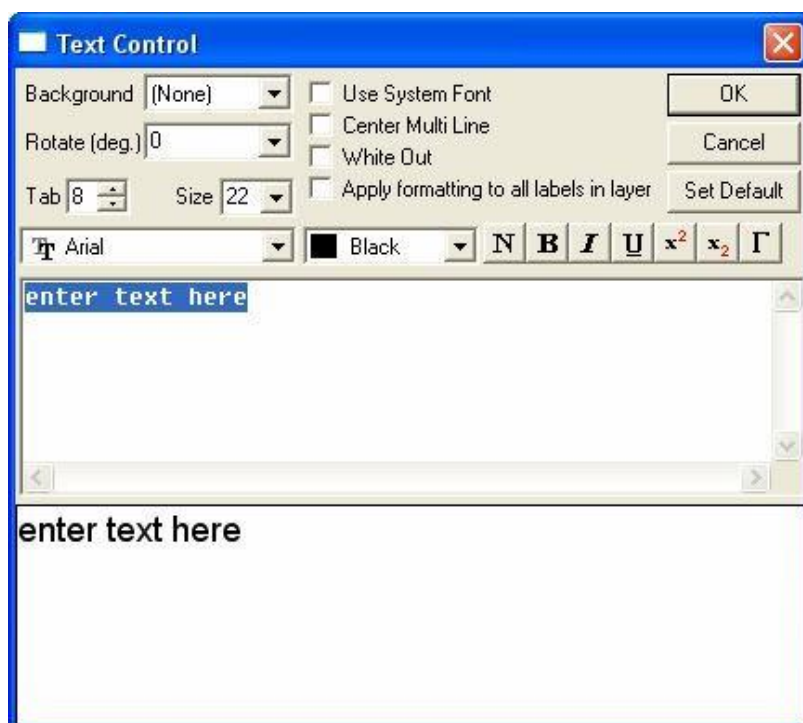 Text Control
Background (None) Use System Font OK
Center Multi Line
Rotate (deg.) 0 White Out Cancel
Tab 8 Size 22 Apply formatting to all labels in layer Set Default
Arial Black N B I U x² x₂ Γ
enter text here
enter text here